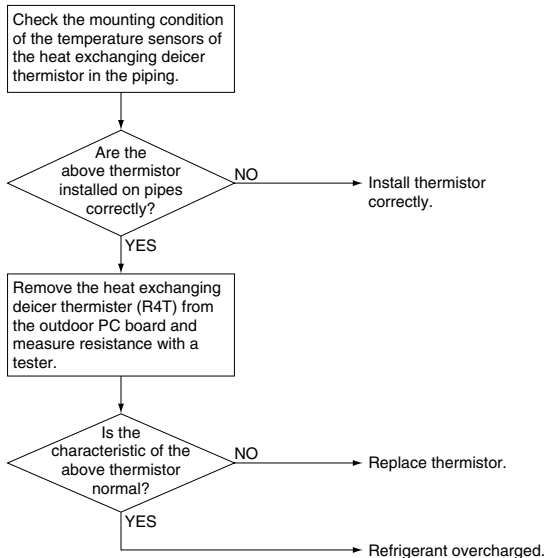 Check the mounting condition
of the temperature sensors of
the heat exchanging deicer
thermistor in the piping.
Are the
above thermistor
installed on pipes
correctly?
NO
Install thermistor
correctly.
YES
Remove the heat exchanging
deicer thermister (R4T) from
the outdoor PC board and
measure resistance with a
tester.
Is the
characteristic of the
above thermistor
normal?
NO
Replace thermistor.
YES
Refrigerant overcharged.